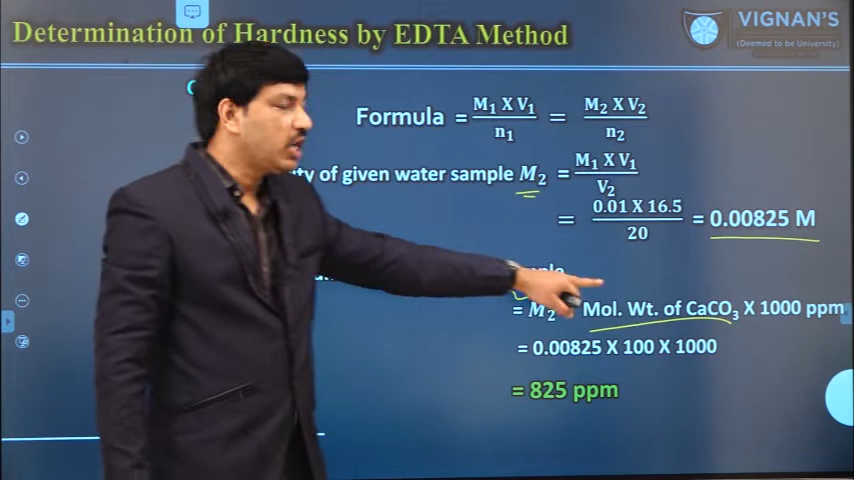 Determination of Hardness by EDTA Method
VIGNAN'S
(Deemed to be University)
Formula = M₁ X V₁ / n₁ = M₂ X V₂ / n₂
of given water sample M₂ = M₁ X V₁ / V₂
= 0.01 X 16.5 / 20 = 0.00825 M
= M₂ Mol. Wt. of CaCO₃ X 1000 ppm
= 0.00825 X 100 X 1000
= 825 ppm